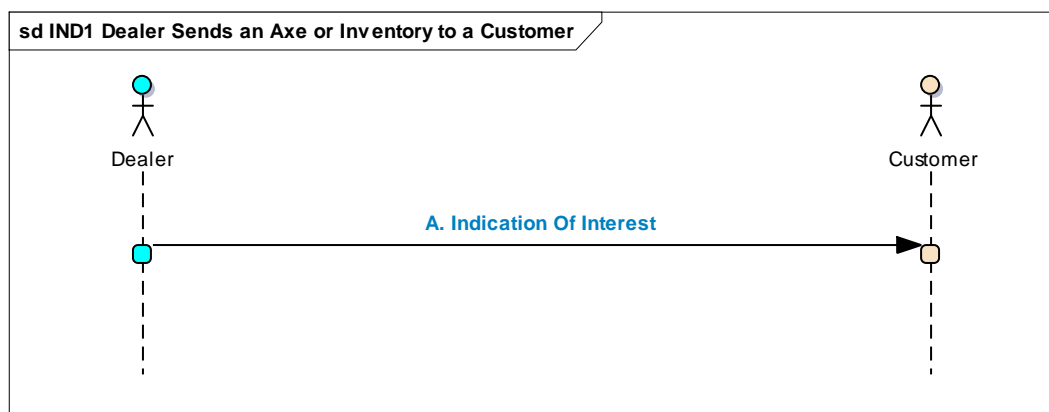 sd IND1 Dealer Sends an Axe or Inventory to a Customer
Dealer
Customer
A. Indication Of Interest